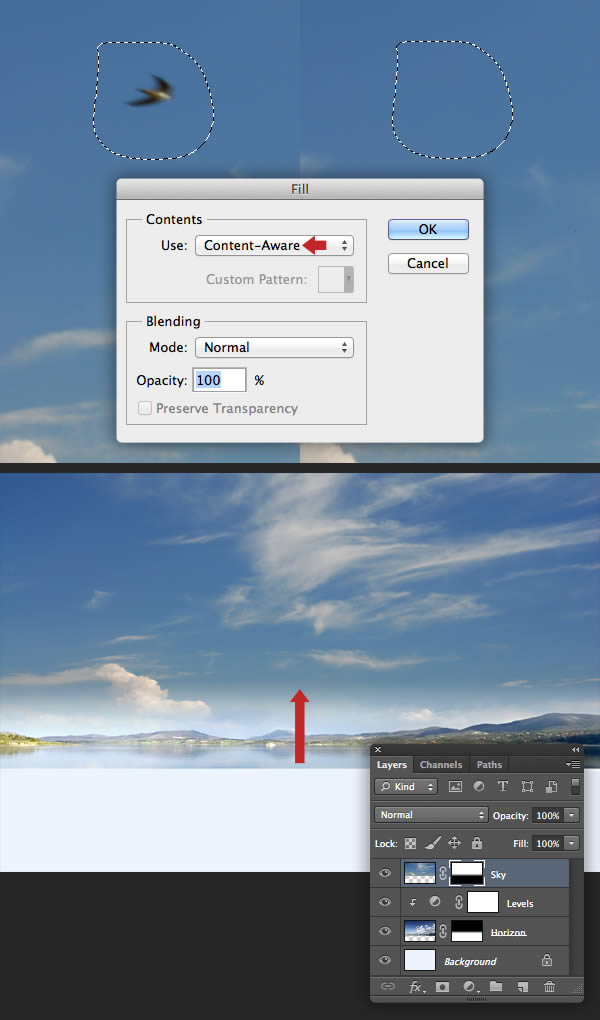 Fill
Contents
Use: Content-Aware
Custom Pattern:
OK
Cancel
Blending
Mode: Normal
Opacity: 100 %
Preserve Transparency
Layers Channels Paths
Kind
Normal Opacity: 100%
Lock: Fill: 100%
Sky
Levels
Horizon
Background
fx